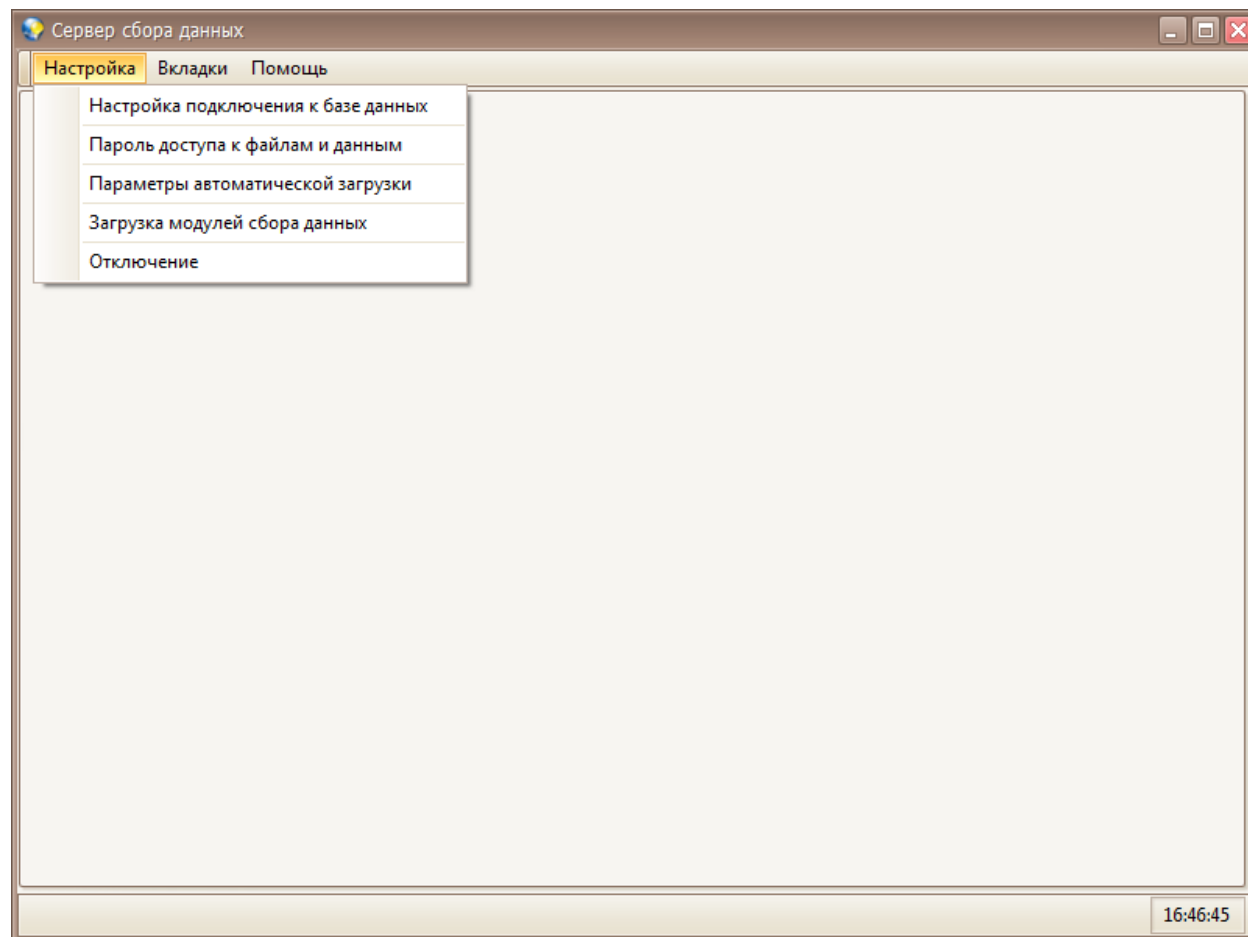 Сервер сбора данных
Настройка Вкладки Помощь
Настройка подключения к базе данных
Пароль доступа к файлам и данным
Параметры автоматической загрузки
Загрузка модулей сбора данных
Отключение
16:46:45